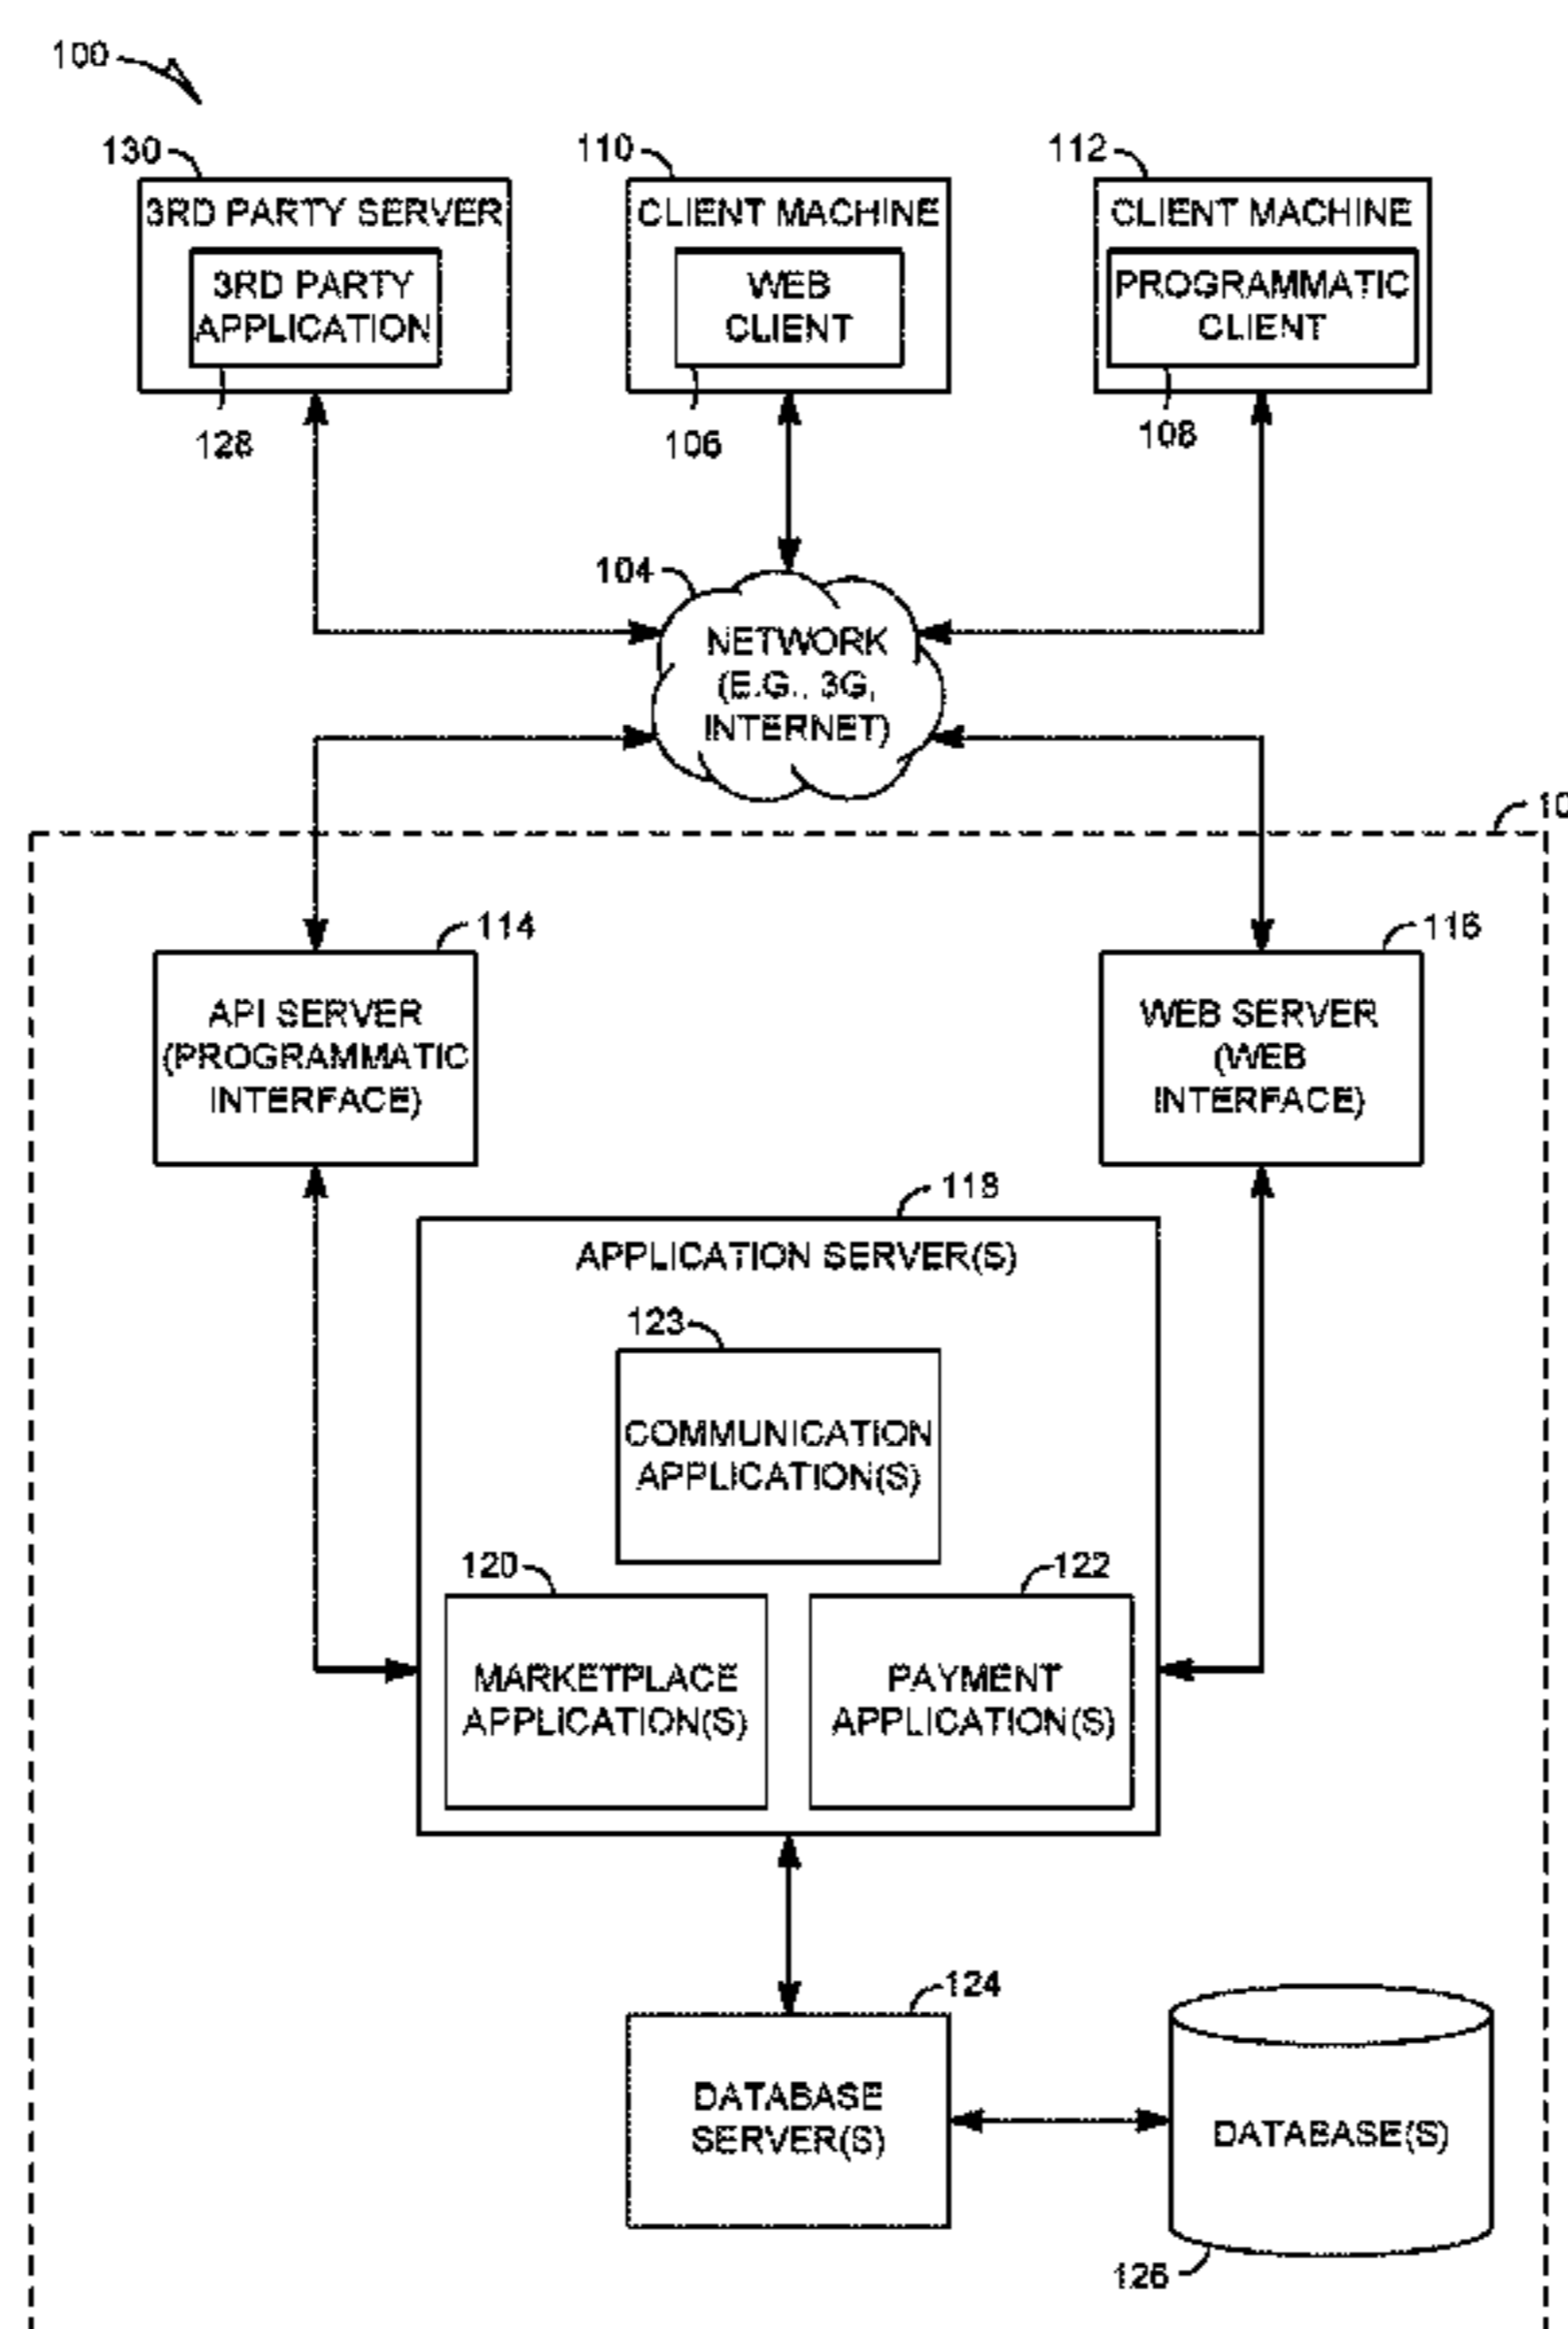 100
130
110
112
3RD PARTY SERVER
CLIENT MACHINE
CLIENT MACHINE
3RD PARTY
APPLICATION
WEB
CLIENT
PROGRAMMATIC
CLIENT
128
106
108
104
NETWORK
(E.G., 3G,
INTERNET)
10
114
116
API SERVER
(PROGRAMMATIC
INTERFACE)
WEB SERVER
(WEB
INTERFACE)
118
APPLICATION SERVER(S)
123
COMMUNICATION
APPLICATION(S)
120
122
MARKETPLACE
APPLICATION(S)
PAYMENT
APPLICATION(S)
124
DATABASE
SERVER(S)
DATABASE(S)
126